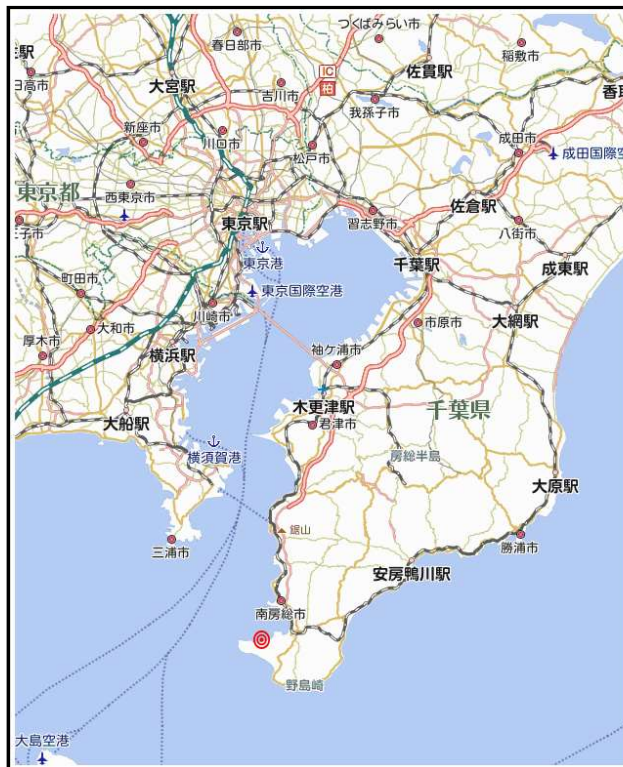 つくばみらい市
春日部市
稲敷市
佐貫駅
日高市
大宮駅
IC
柏
吉川市
我孫子市
新座市
川口市
松戸市
成田市
成田国際空
西東京市
東京都
東京駅
習志野市
佐倉駅
八街市
東京港
千葉駅
成東駅
町田市
東京国際空港
川崎市
市原市
大網駅
大和市
厚木市
横浜駅
袖ケ浦市
木更津駅
千葉県
君津市
大船駅
横須賀港
房総半島
大原駅
鋸山
三浦市
勝浦市
安房鴨川駅
南房総市
野島崎
大島空港